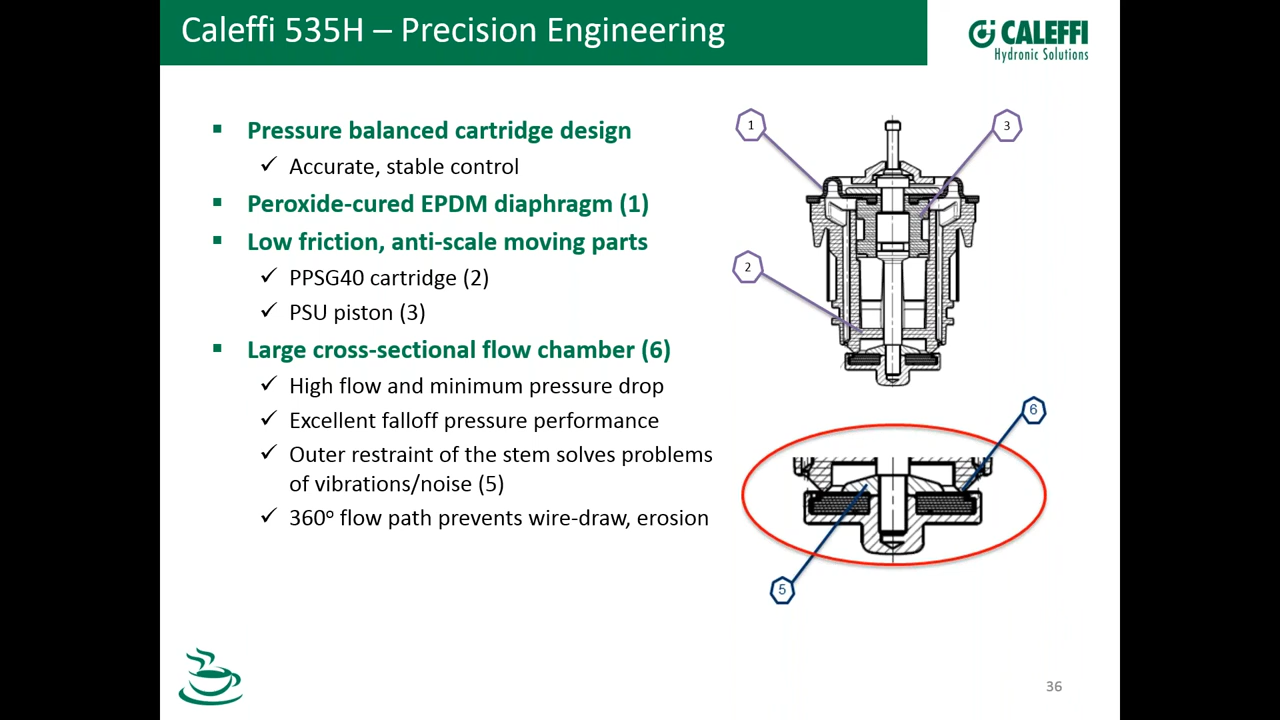 Caleffi 535H – Precision Engineering
CALEFFI
Hydronic Solutions
▪ Pressure balanced cartridge design
✓ Accurate, stable control
▪ Peroxide-cured EPDM diaphragm (1)
▪ Low friction, anti-scale moving parts
✓ PPSG40 cartridge (2)
✓ PSU piston (3)
▪ Large cross-sectional flow chamber (6)
✓ High flow and minimum pressure drop
✓ Excellent falloff pressure performance
✓ Outer restraint of the stem solves problems
of vibrations/noise (5)
✓ 360º flow path prevents wire-draw, erosion
1
3
2
6
5
36